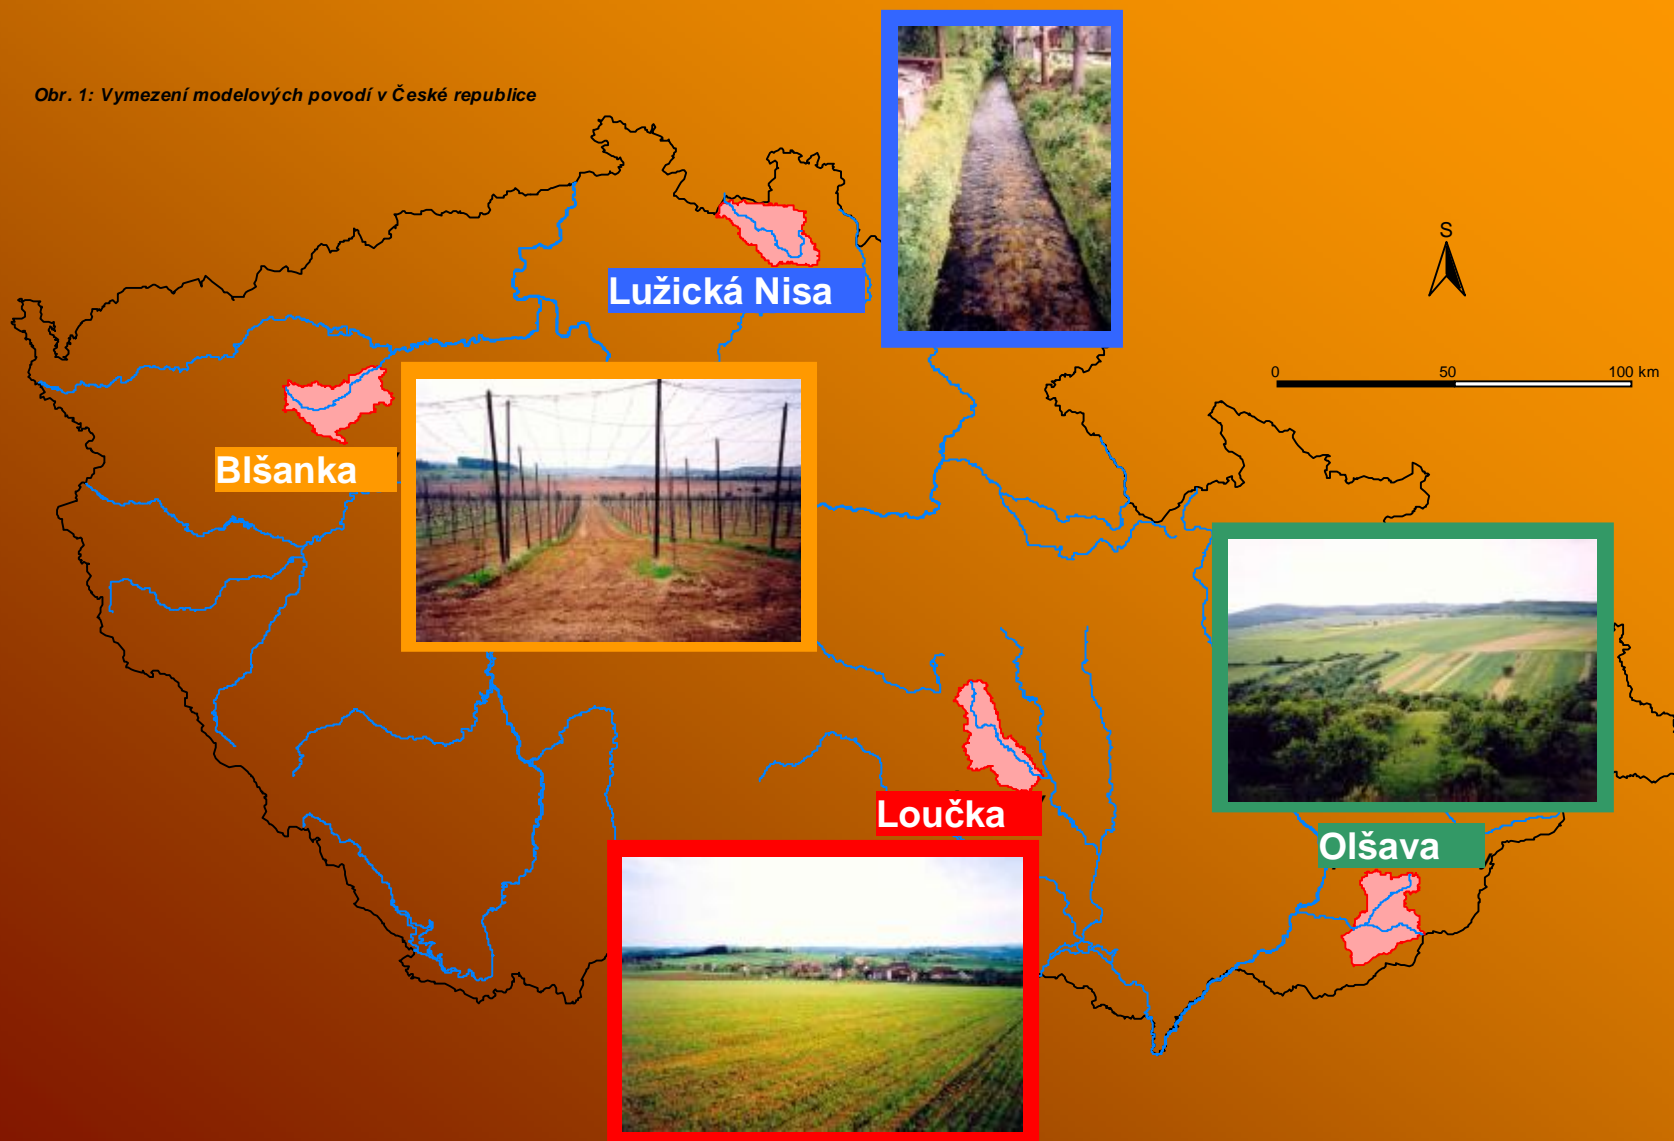 Obr. 1: Vymezení modelových povodí v České republice
S
Lužická Nisa
0 50 100 km
Blšanka
Loučka
Olšava